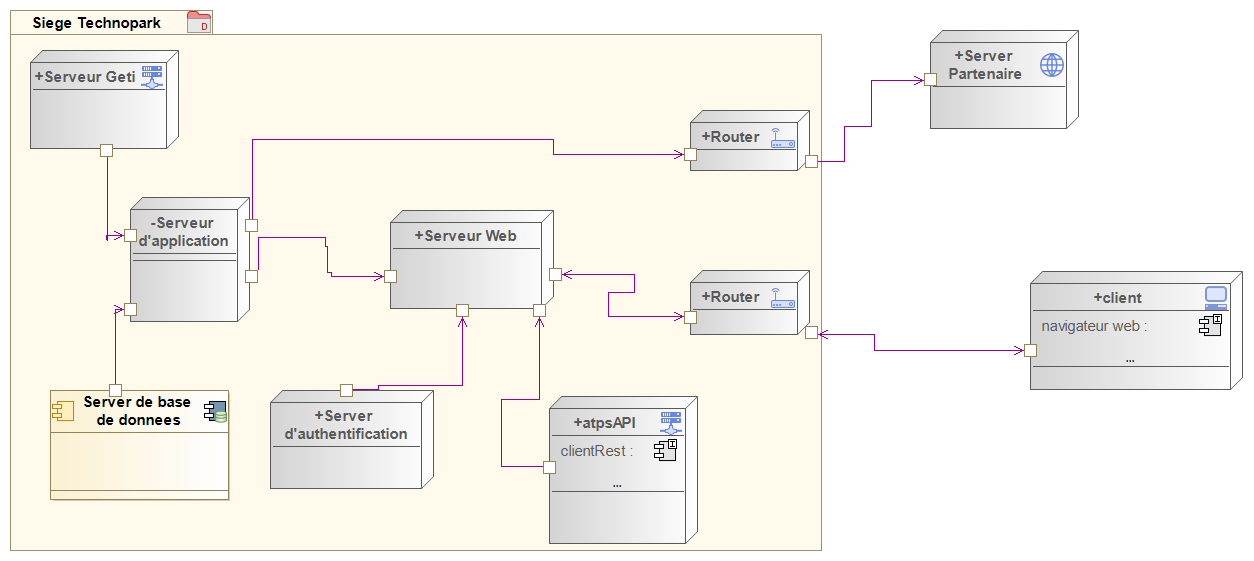 Siege Technopark
D
+Serveur Geti
+Server
Partenaire
+Router
-Serveur
d'application
+Serveur Web
+Router
+client
navigateur web :
I
...
Server de base
de donnees
+Server
d'authentification
+atpsAPI
clientRest :
I
...